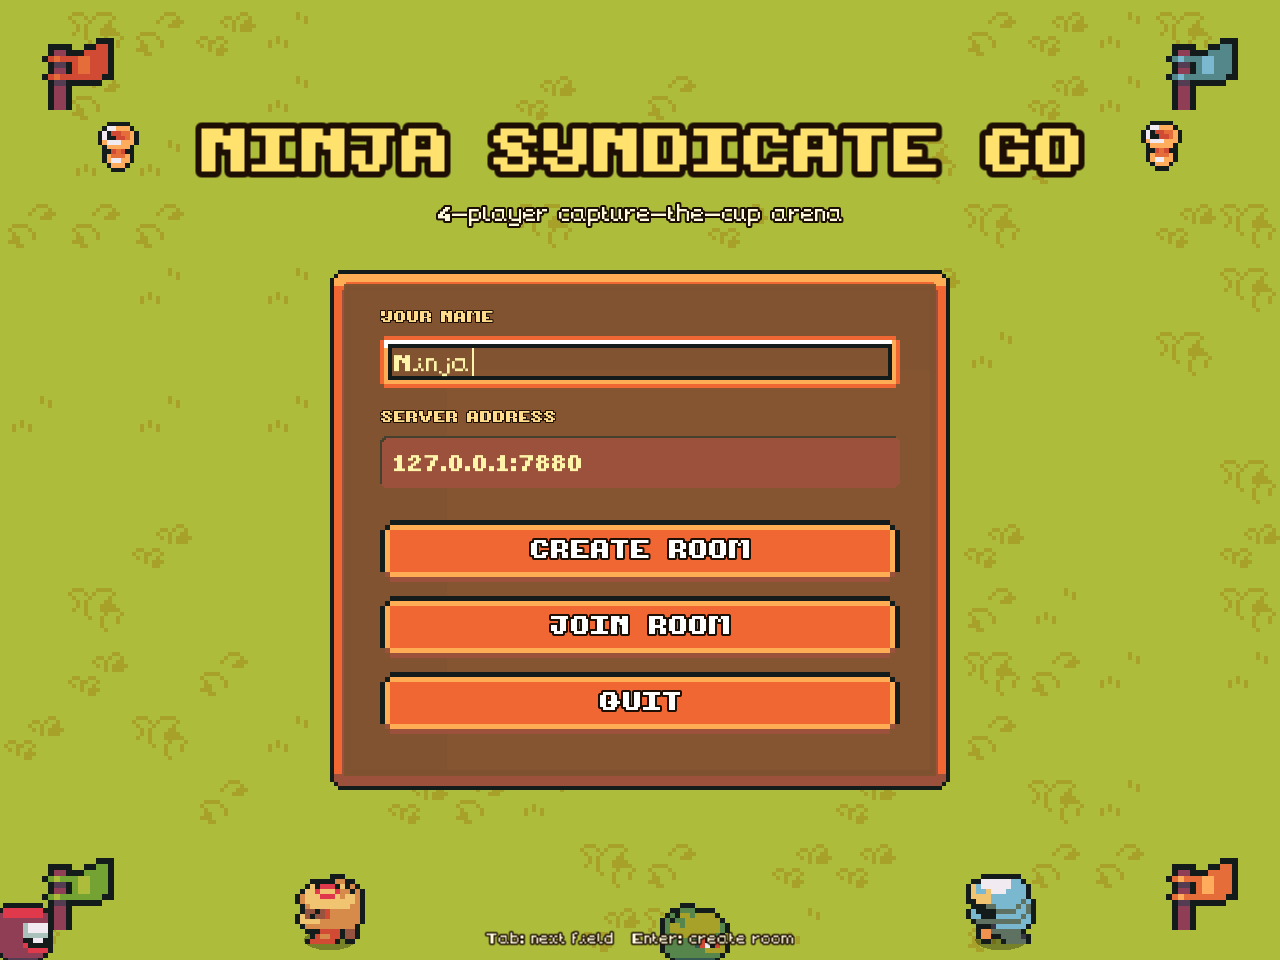 NINJA SYNDICATE GO
4-player capture-the-cup arena
YOUR NAME
Ninja
SERVER ADDRESS
127.0.0.1:7880
CREATE ROOM
JOIN ROOM
QUIT
Tab: next field Enter: create room